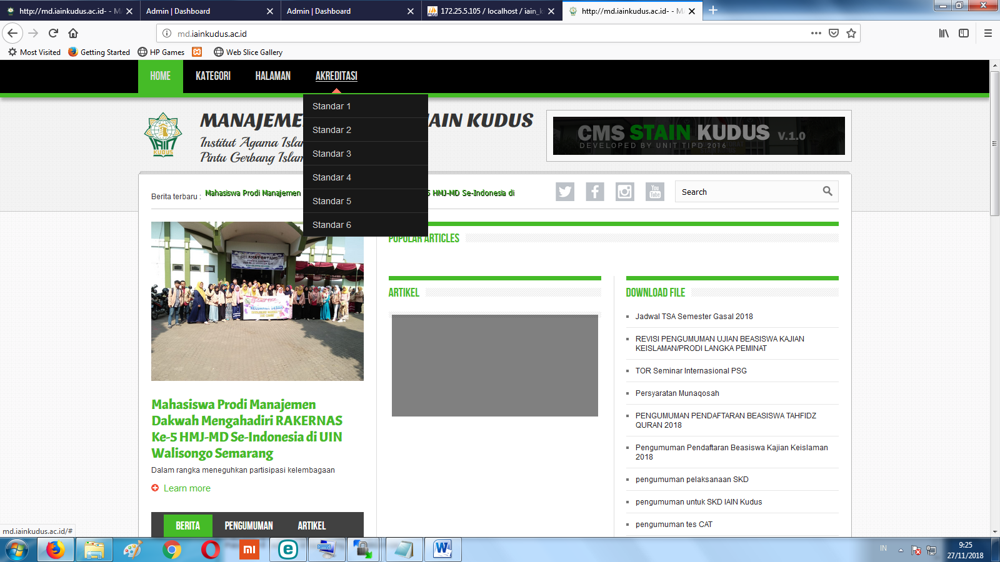 http://md.iainkudus.ac.id- - M
Admin | Dashboard
Admin | Dashboard
172.25.5.105 / localhost / iain_k
http://md.iainkudus.ac.id- - M
md.iainkudus.ac.id
Most Visited
Getting Started
HP Games
Web Slice Gallery
HOME
KATEGORI
HALAMAN
AKREDITASI
Standar 1
Standar 2
Standar 3
Standar 4
Standar 5
Standar 6
IAIN
KUDUS
MANAJEME
IAIN KUDUS
Institut Agama Isla
Pintu Gerbang Islam
CMS STAIN KUDUS V.1.0
DEVELOPED BY UNIT TIPD 2016
Berita terbaru :
Mahasiswa Prodi Manajemen
HMJ-MD Se-Indonesia di
You
Tube
Search
POPULAR ARTICLES
SELAMAT DATANG
KELUARGA BESAR
Mahasiswa Prodi Manajemen
Dakwah Mengahadiri RAKERNAS
Ke-5 HMJ-MD Se-Indonesia di UIN
Walisongo Semarang
Dalam rangka meneguhkan partisipasi kelembagaan
Learn more
BERITA
PENGUMUMAN
ARTIKEL
ARTIKEL
DOWNLOAD FILE
Jadwal TSA Semester Gasal 2018
REVISI PENGUMUMAN UJIAN BEASISWA KAJIAN
KEISLAMAN/PRODI LANGKA PEMINAT
TOR Seminar Internasional PSG
Persyaratan Munaqosah
PENGUMUMAN PENDAFTARAN BEASISWA TAHFIDZ
QURAN 2018
Pengumuman Pendaftaran Beasiswa Kajian Keislaman
2018
pengumuman pelaksanaan SKD
pengumuman untuk SKD IAIN Kudus
pengumuman tes CAT
md.iainkudus.ac.id/#
IN
9:25
27/11/2018